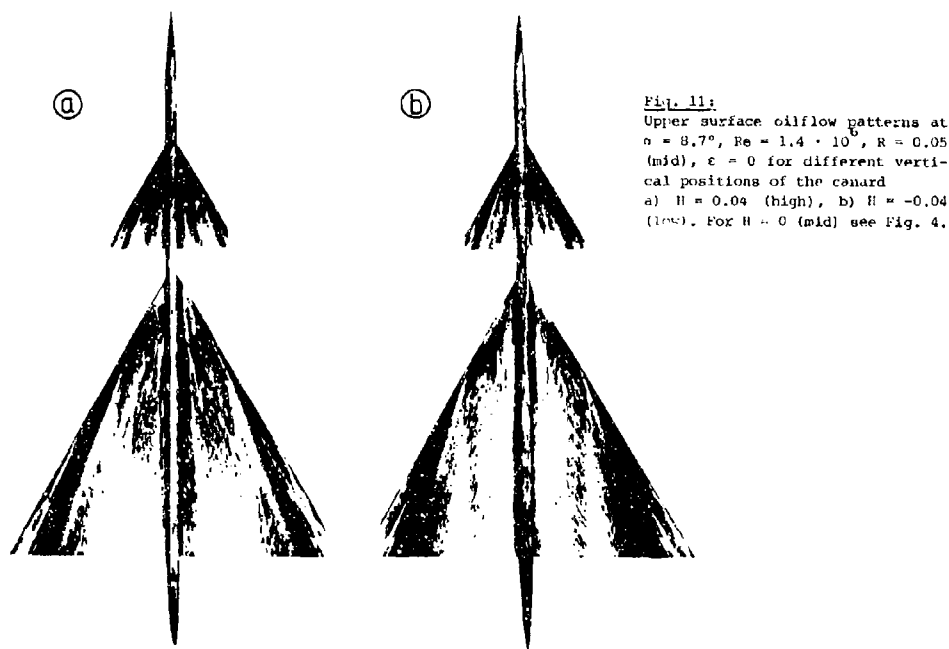 ⓐ
ⓑ
Fig. 11:
Upper surface oilflow patterns at
α = 8.7°, Re = 1.4 · 10⁶, R = 0.05
(mid), ε = 0 for different verti-
cal positions of the canard
a) H = 0.04 (high), b) H = -0.04
(low). For H = 0 (mid) see Fig. 4.